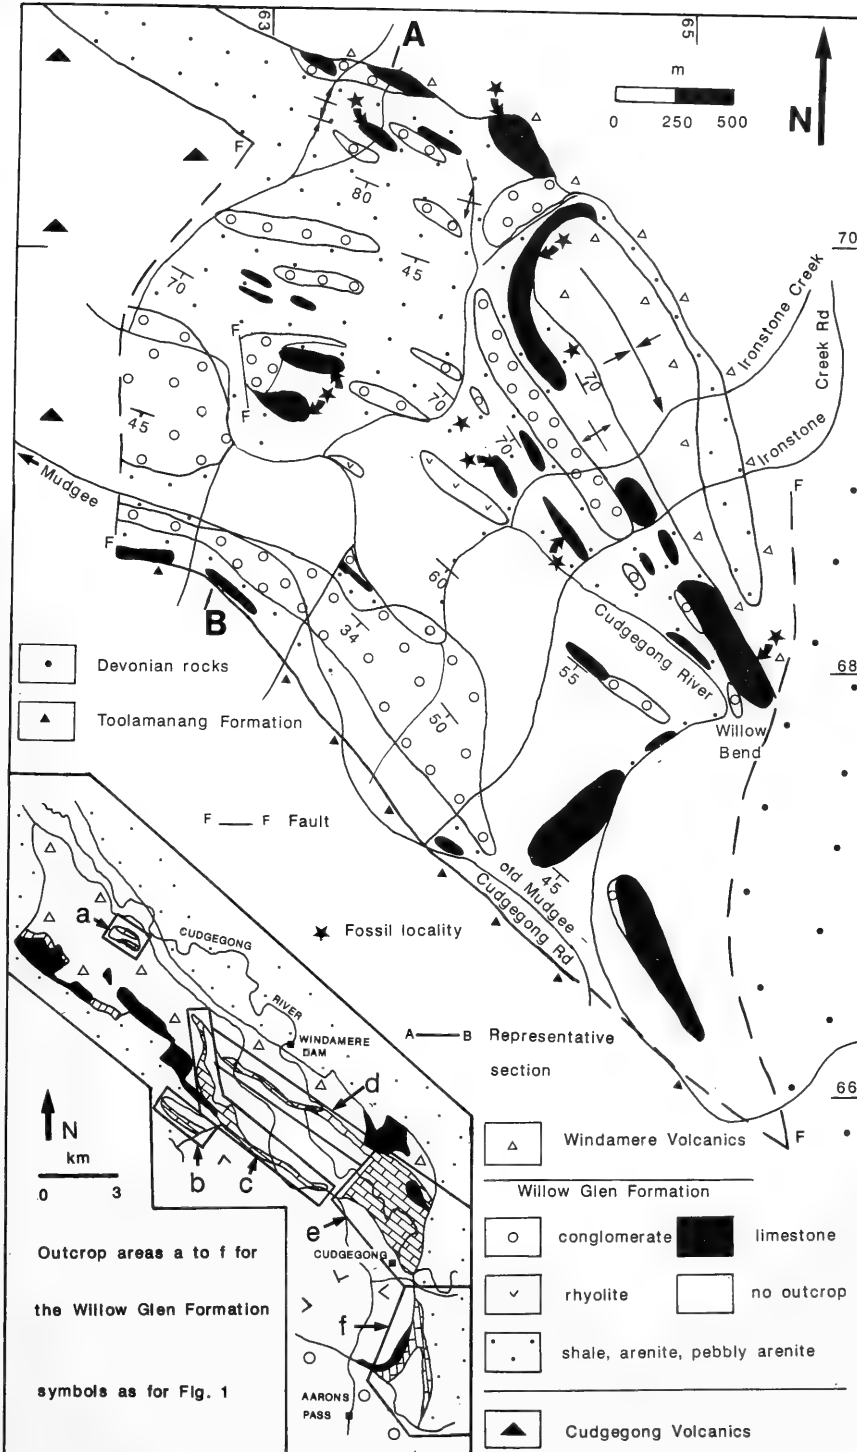 63
65
A
m
0 250 500
N
F
80
70
45
70
Ironstone Creek
Ironstone Creek Rd
F
F
45
70
70
70
Mudgee
F
F
60
B
34
Cudgegong River
55
50
68
Willow
Bend
Devonian rocks
Toolamanang Formation
F — F Fault
45
old Mudgee
Cudgegong Rd
Fossil locality
A — B Representative
section
66
F
a
CUDGEGONG
RIVER
WINDAMERE
DAM
d
N
km
0 3
b
c
e
CUDGEGONG
f
AARONS
PASS
Outcrop areas a to f for
the Willow Glen Formation
symbols as for Fig. 1
Windamere Volcanics
Willow Glen Formation
conglomerate
limestone
rhyolite
no outcrop
shale, arenite, pebbly arenite
Cudgegong Volcanics